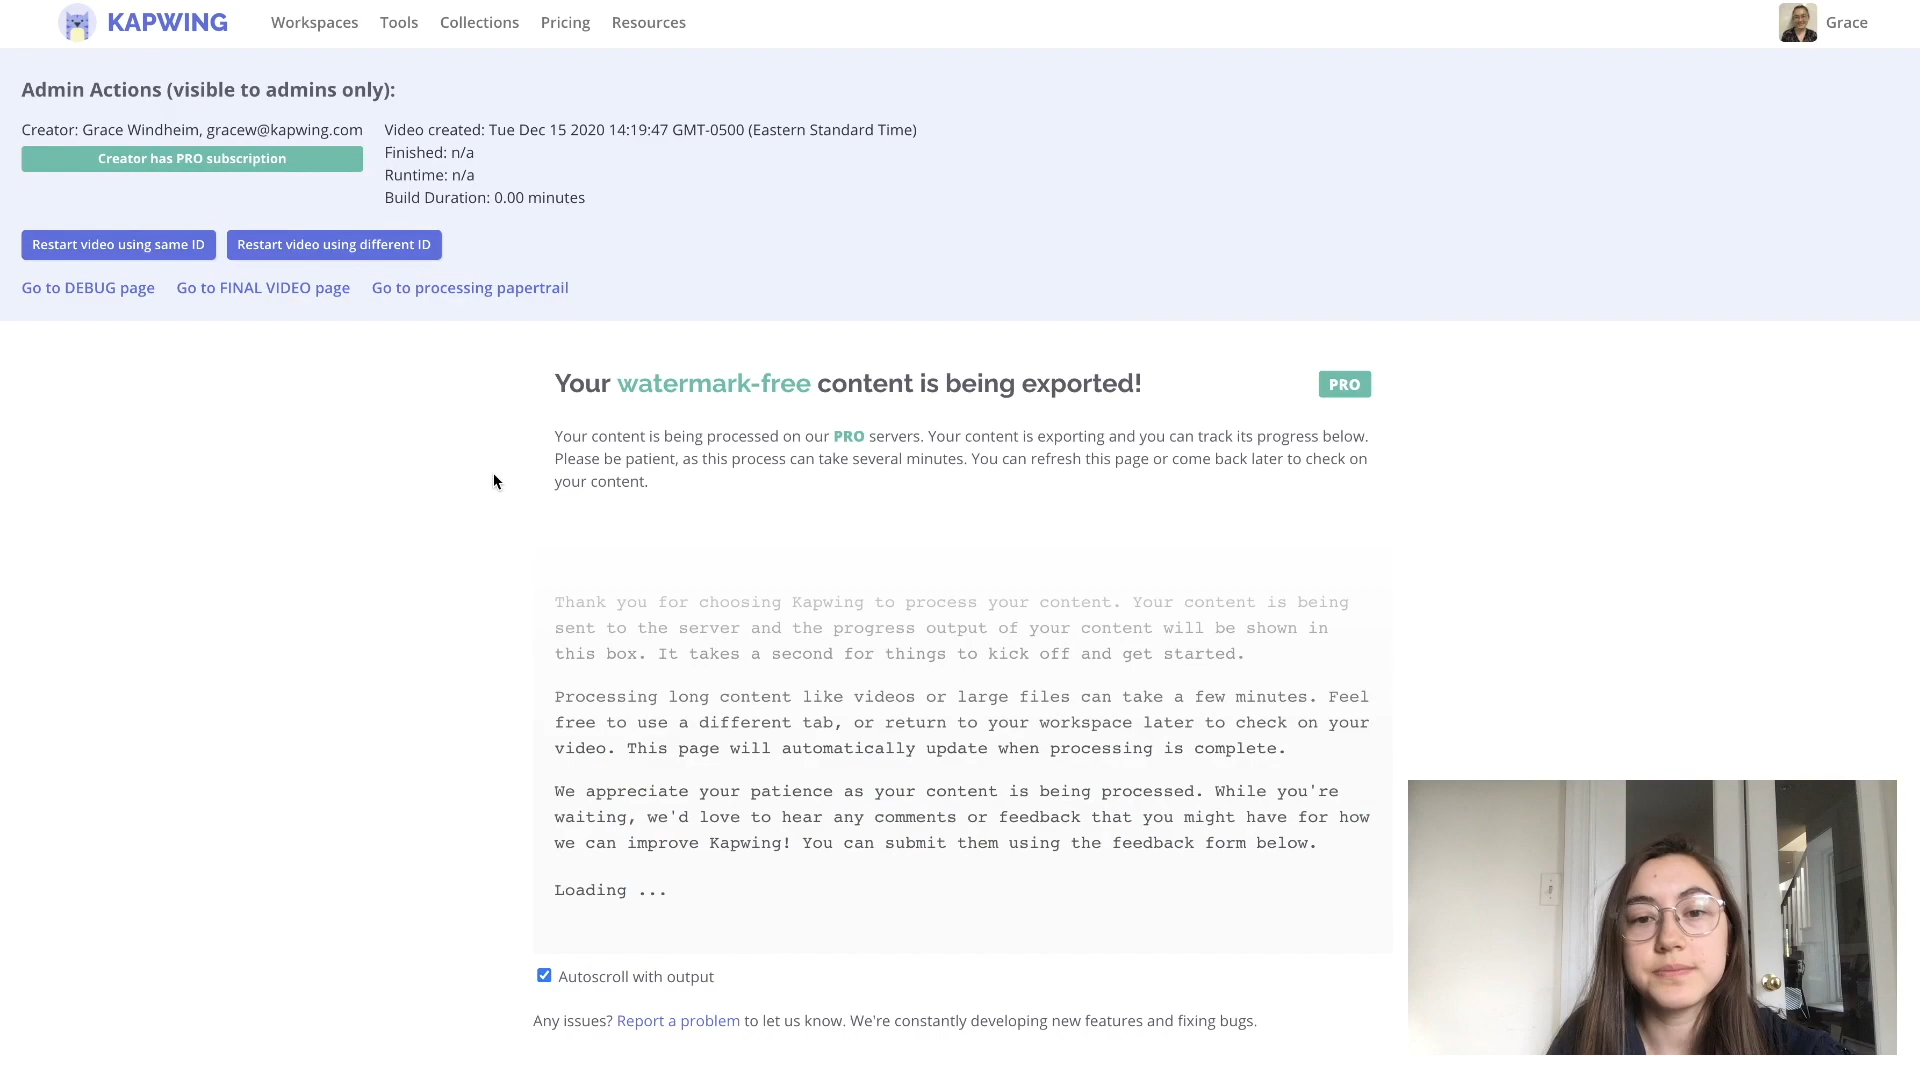 KAPWING
Workspaces
Tools
Collections
Pricing
Resources
Grace
Admin Actions (visible to admins only):
Creator: Grace Windheim, gracew@kapwing.com
Creator has PRO subscription
Video created: Tue Dec 15 2020 14:19:47 GMT-0500 (Eastern Standard Time)
Finished: n/a
Runtime: n/a
Build Duration: 0.00 minutes
Restart video using same ID
Restart video using different ID
Go to DEBUG page
Go to FINAL VIDEO page
Go to processing papertrail
Your watermark-free content is being exported!
PRO
Your content is being processed on our PRO servers. Your content is exporting and you can track its progress below.
Please be patient, as this process can take several minutes. You can refresh this page or come back later to check on
your content.
Thank you for choosing Kapwing to process your content. Your content is being
sent to the server and the progress output of your content will be shown in
this box. It takes a second for things to kick off and get started.
Processing long content like videos or large files can take a few minutes. Feel
free to use a different tab, or return to your workspace later to check on your
video. This page will automatically update when processing is complete.
We appreciate your patience as your content is being processed. While you're
waiting, we'd love to hear any comments or feedback that you might have for how
we can improve Kapwing! You can submit them using the feedback form below.
Loading ...
Autoscroll with output
Any issues? Report a problem to let us know. We're constantly developing new features and fixing bugs.